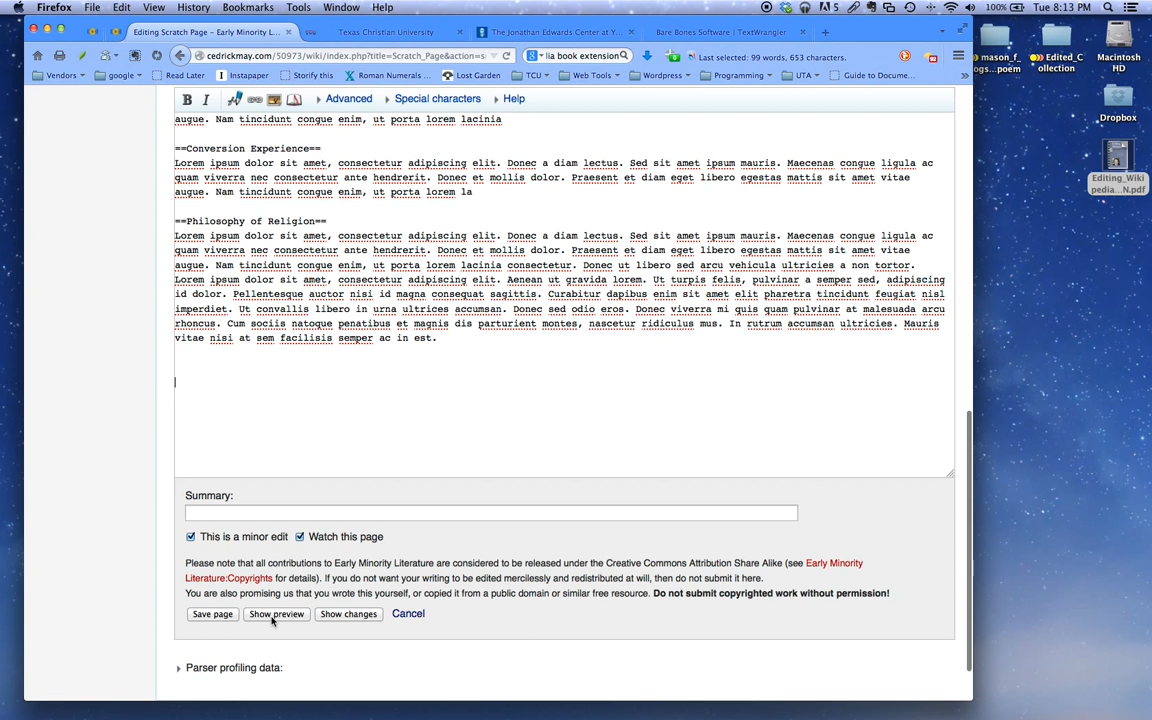 Firefox File Edit View History Bookmarks Tools Window Help 5 100% Tue 8:13 PM
Editing Scratch Page – Early Minority L... × Texas Christian University × The Jonathan Edwards Center at Y... × Bare Bones Software | TextWrangler ×
cedrickmay.com/50973/wiki/index.php?title=Scratch_Page&action=s lia book extension Last selected: 99 words, 653 characters.
Vendors google Read Later Instapaper Storify this Roman Numerals ... Lost Garden TCU Web Tools Wordpress Programming UTA Guide to Docume... »
B I Advanced Special characters Help
augue. Nam tincidunt congue enim, ut porta lorem lacinia
==Conversion Experience==
Lorem ipsum dolor sit amet, consectetur adipiscing elit. Donec a diam lectus. Sed sit amet ipsum mauris. Maecenas congue ligula ac
quam viverra nec consectetur ante hendrerit. Donec et mollis dolor. Praesent et diam eget libero egestas mattis sit amet vitae
augue. Nam tincidunt congue enim, ut porta lorem la
==Philosophy of Religion==
Lorem ipsum dolor sit amet, consectetur adipiscing elit. Donec a diam lectus. Sed sit amet ipsum mauris. Maecenas congue ligula ac
quam viverra nec consectetur ante hendrerit. Donec et mollis dolor. Praesent et diam eget libero egestas mattis sit amet vitae
augue. Nam tincidunt congue enim, ut porta lorem lacinia consectetur. Donec ut libero sed arcu vehicula ultricies a non tortor.
Lorem ipsum dolor sit amet, consectetur adipiscing elit. Aenean ut gravida lorem. Ut turpis felis, pulvinar a semper sed, adipiscing
id dolor. Pellentesque auctor nisi id magna consequat sagittis. Curabitur dapibus enim sit amet elit pharetra tincidunt feugiat nisl
imperdiet. Ut convallis libero in urna ultrices accumsan. Donec sed odio eros. Donec viverra mi quis quam pulvinar at malesuada arcu
rhoncus. Cum sociis natoque penatibus et magnis dis parturient montes, nascetur ridiculus mus. In rutrum accumsan ultricies. Mauris
vitae nisi at sem facilisis semper ac in est.
Summary:
This is a minor edit Watch this page
Please note that all contributions to Early Minority Literature are considered to be released under the Creative Commons Attribution Share Alike (see Early Minority
Literature:Copyrights for details). If you do not want your writing to be edited mercilessly and redistributed at will, then do not submit it here.
You are also promising us that you wrote this yourself, or copied it from a public domain or similar free resource. Do not submit copyrighted work without permission!
Save page Show preview Show changes Cancel
Parser profiling data:
mason_f
ogs...poem
Edited_C
ollection
Macintosh
HD
Dropbox
Editing_Wiki
pedia...N.pdf